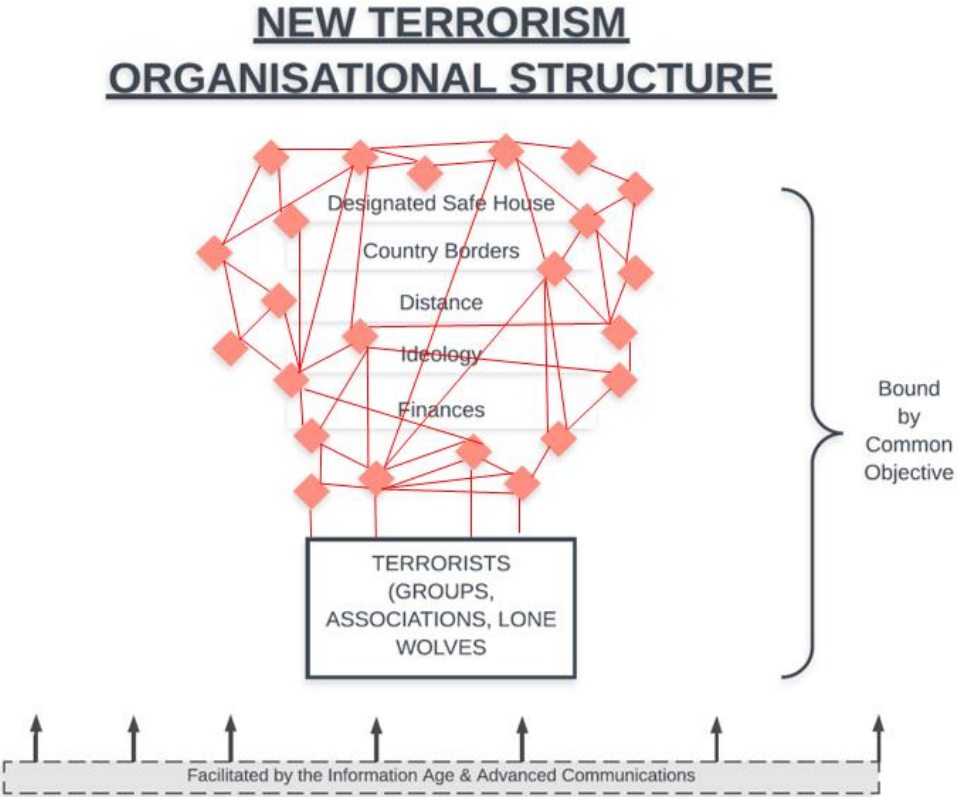 NEW TERRORISM
ORGANISATIONAL STRUCTURE
Designated Safe House
Country Borders
Distance
Ideology
Finances
Bound
by
Common
Objective
TERRORISTS
(GROUPS,
ASSOCIATIONS, LONE
WOLVES
Facilitated by the Information Age & Advanced Communications